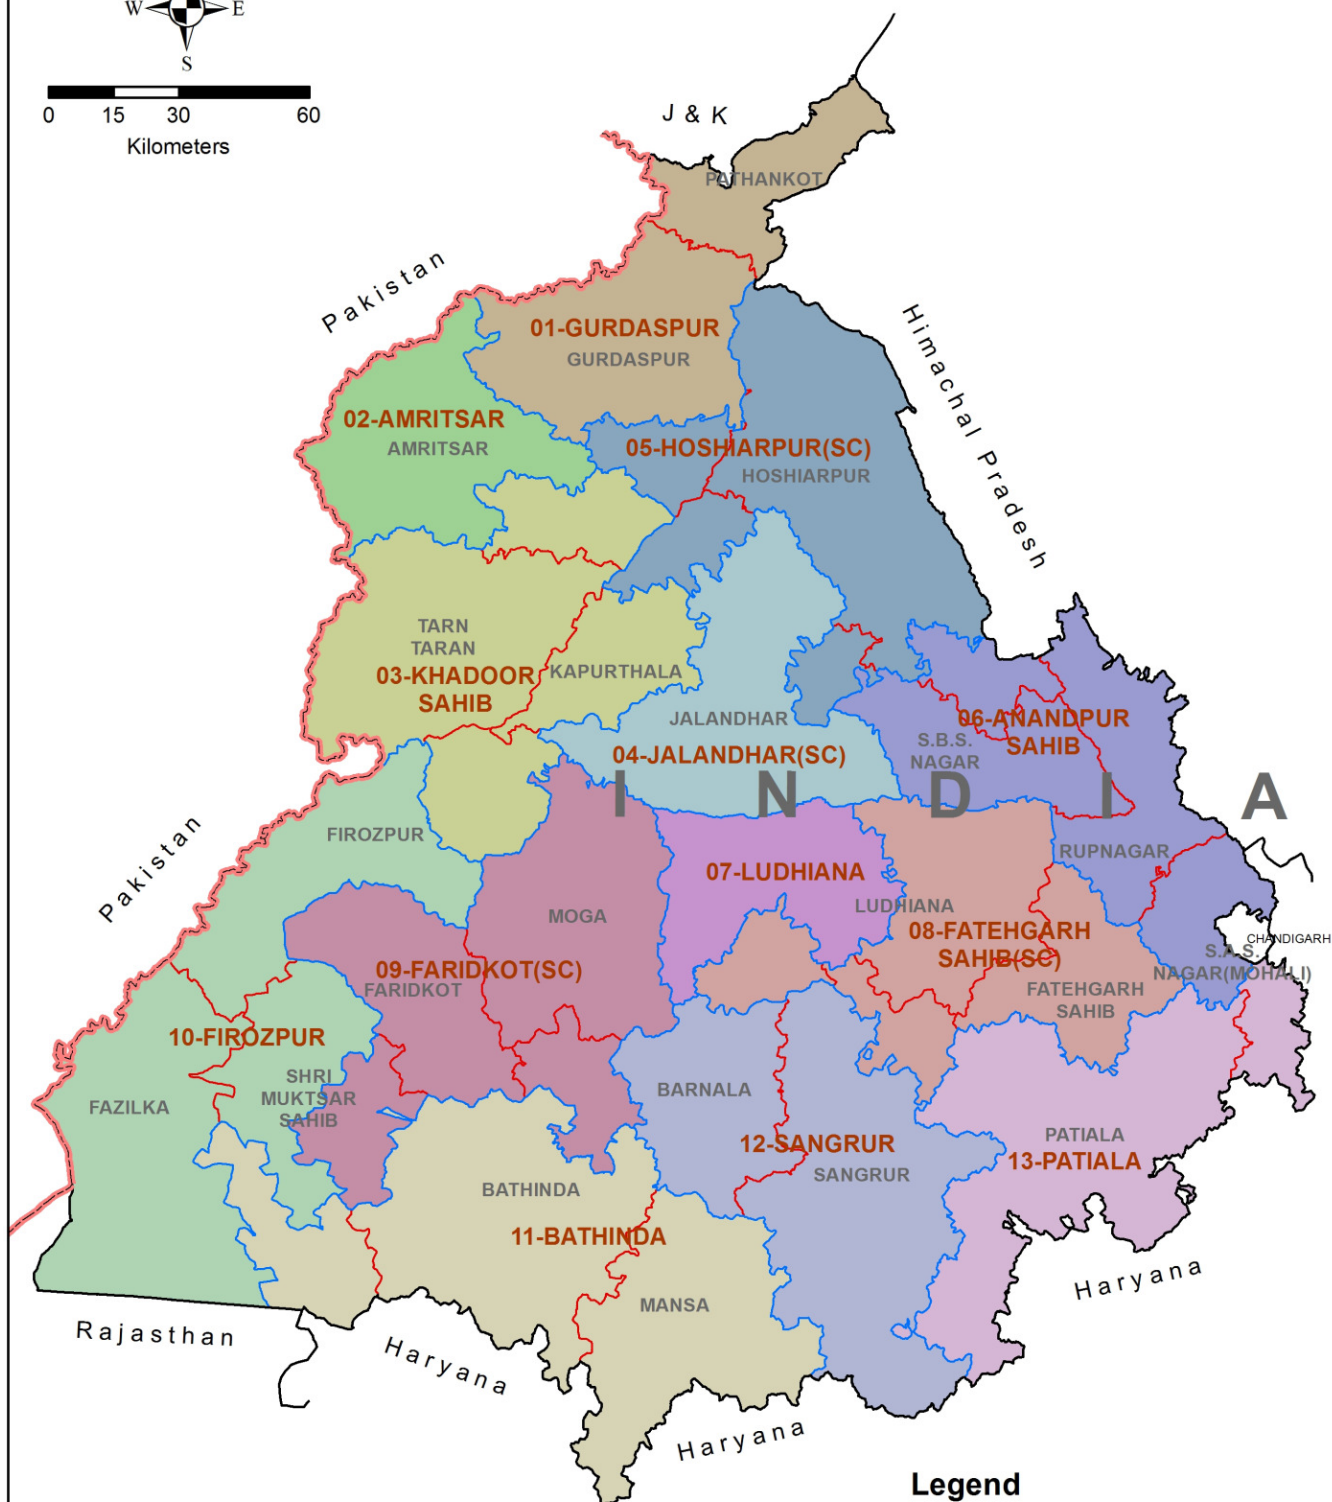 W E
S
0 15 30 60
Kilometers
J & K
PATHANKOT
Pakistan
01-GURDASPUR
GURDASPUR
Himachal Pradesh
02-AMRITSAR
AMRITSAR
05-HOSHIARPUR(SC)
HOSHIARPUR
TARN
TARAN
03-KHADOOR
SAHIB
KAPURTHALA
JALANDHAR
04-JALANDHAR(SC)
06-ANANDPUR
SAHIB
S.B.S.
NAGAR
I N D I A
Pakistan
FIROZPUR
RUPNAGAR
07-LUDHIANA
LUDHIANA
MOGA
08-FATEHGARH
SAHIB(SC)
CHANDIGARH
S.A.S.
NAGAR(MOHALI)
09-FARIDKOT(SC)
FARIDKOT
FATEHGARH
SAHIB
10-FIROZPUR
SHRI
MUKTSAR
SAHIB
FAZILKA
BARNALA
12-SANGRUR
SANGRUR
PATIALA
13-PATIALA
BATHINDA
11-BATHINDA
MANSA
Haryana
Rajasthan
Haryana
Haryana
Legend